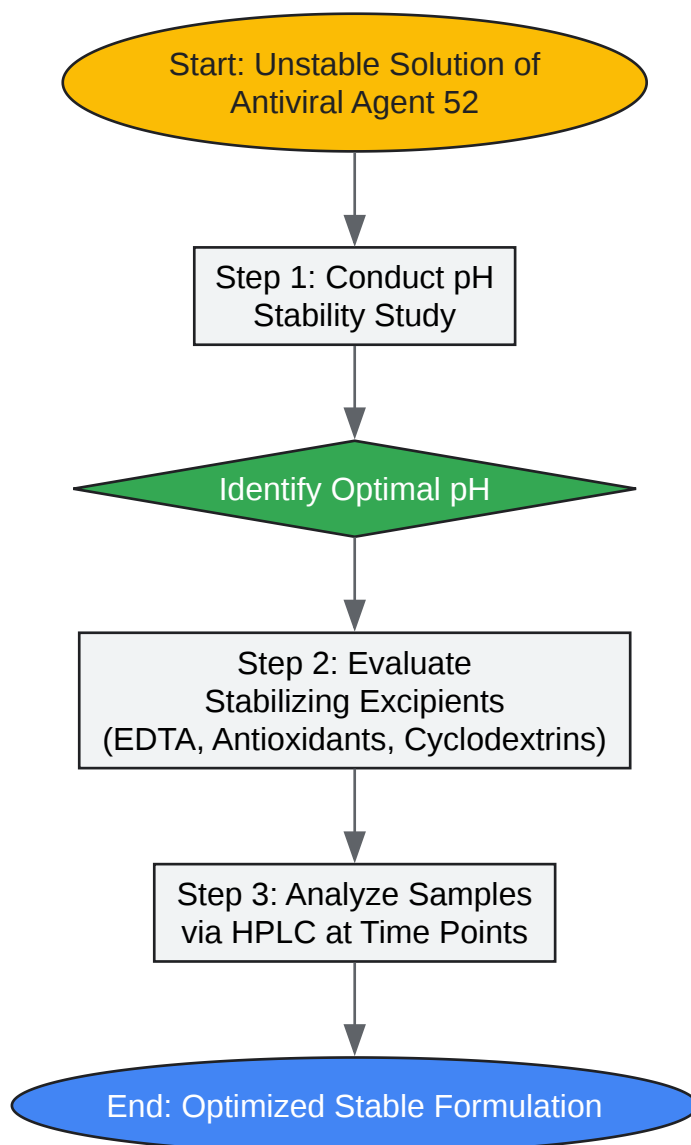 Start: Unstable Solution of
Antiviral Agent 52
Step 1: Conduct pH
Stability Study
Identify Optimal pH
Step 2: Evaluate
Stabilizing Excipients
(EDTA, Antioxidants, Cyclodextrins)
Step 3: Analyze Samples
via HPLC at Time Points
End: Optimized Stable Formulation